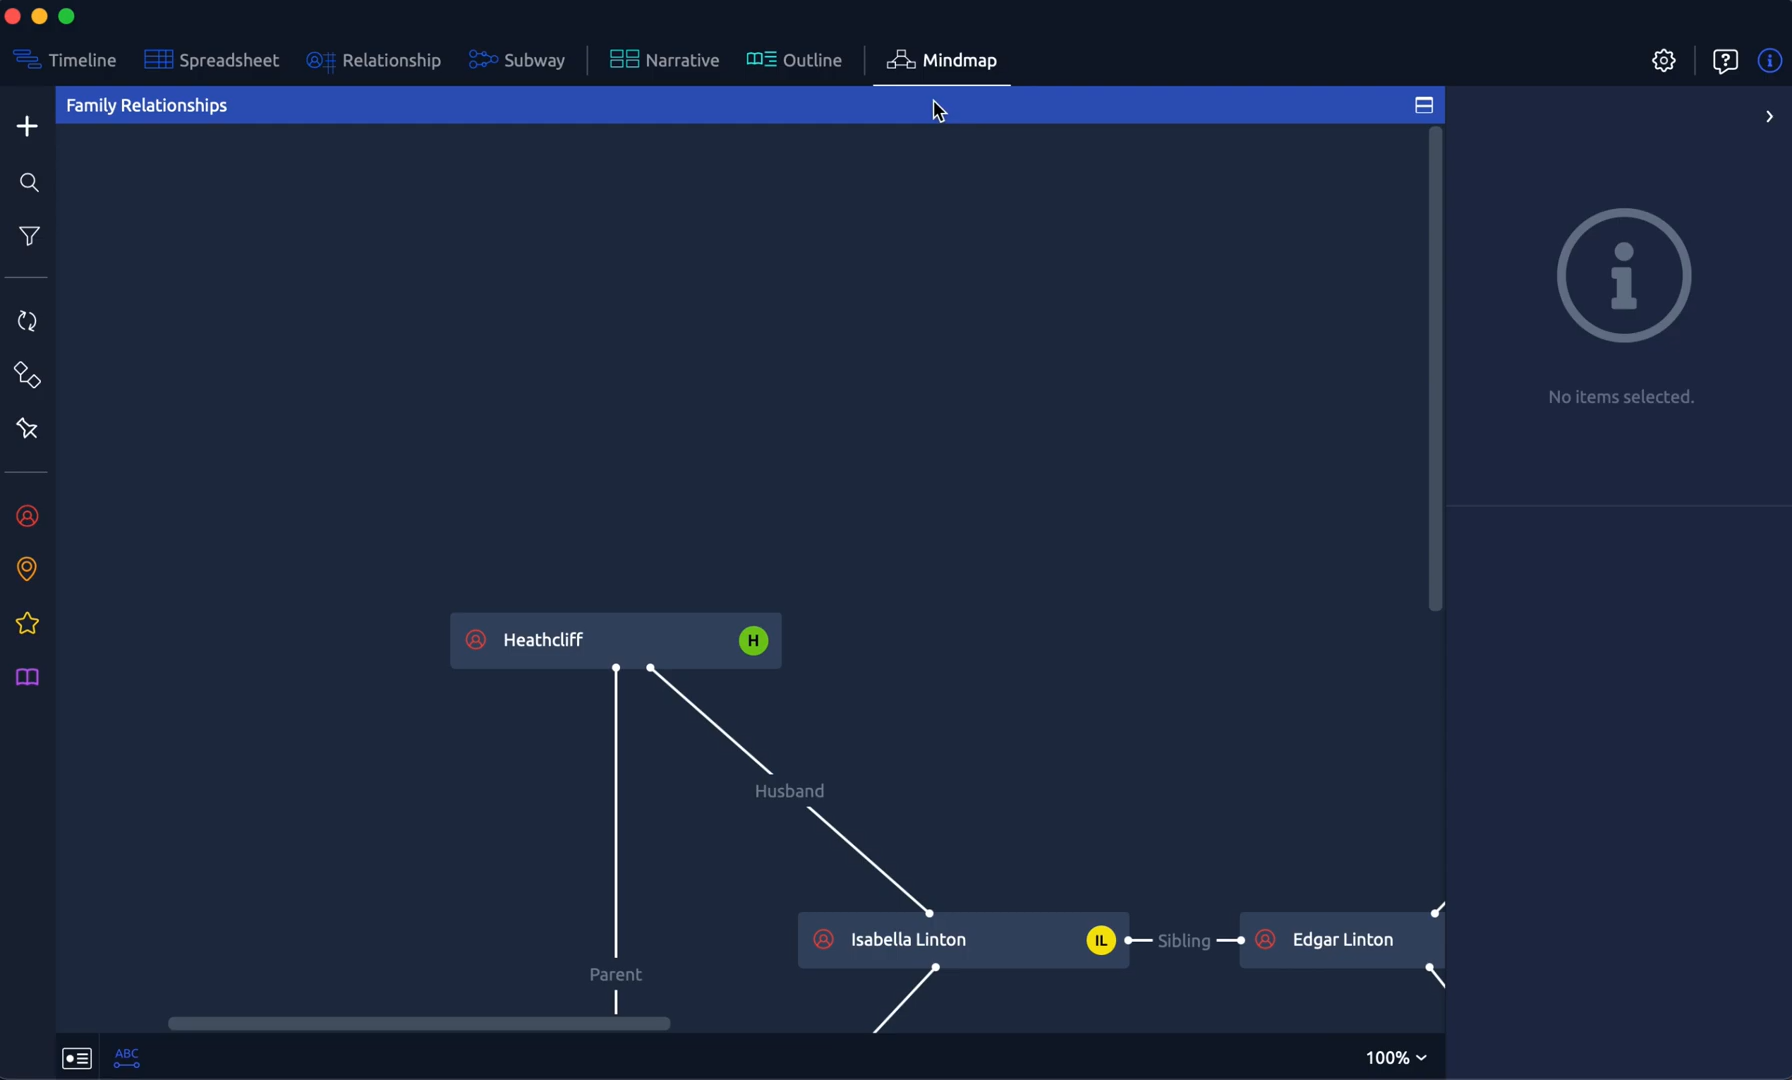 Timeline Spreadsheet Relationship Subway Narrative Outline Mindmap
Family Relationships
No items selected.
Heathcliff H
Husband
Isabella Linton IL Sibling Edgar Linton
Parent
ABC 100%